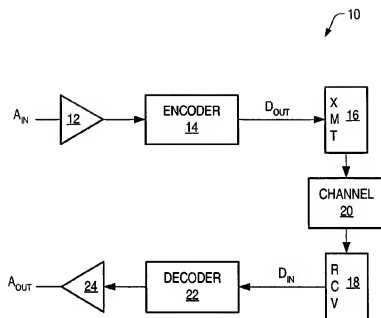 10
A_IN
12
ENCODER
14
D_OUT
X
M
T
16
CHANNEL
20
A_OUT
24
DECODER
22
D_IN
R
C
V
18